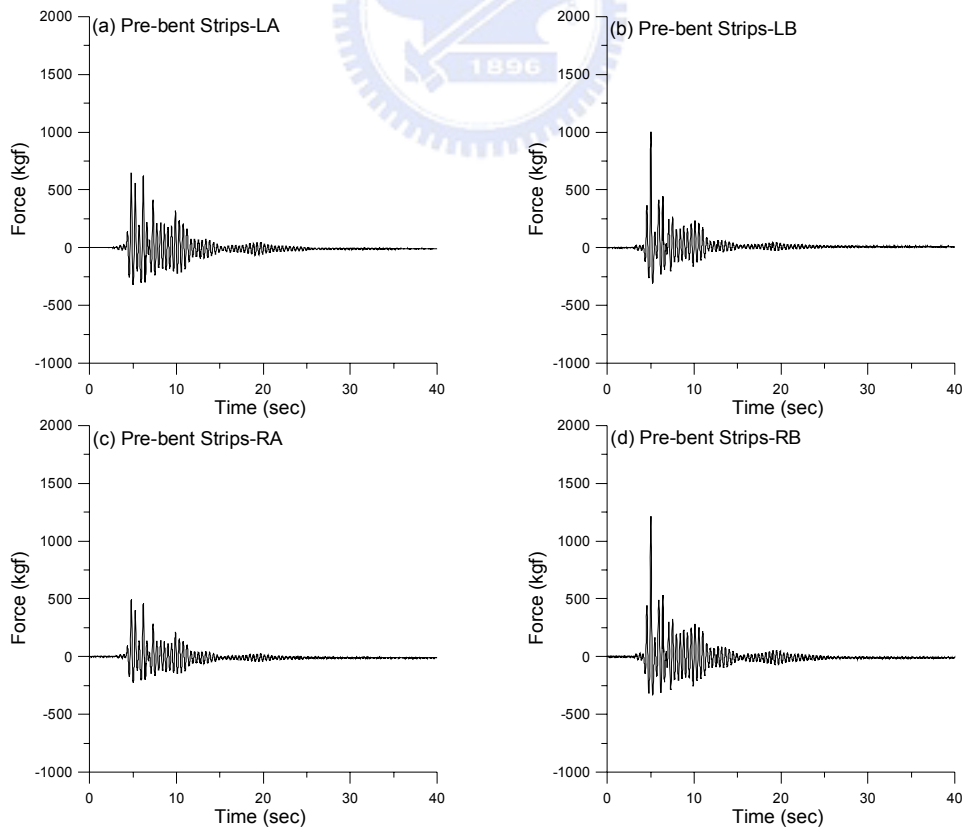 (a) Pre-bent Strips-LA
2000
1500
1000
500
0
-500
-1000
Force (kgf)
0 10 20 30 40
Time (sec)
(b) Pre-bent Strips-LB
2000
1500
1000
500
0
-500
-1000
Force (kgf)
0 10 20 30 40
Time (sec)
1896
(c) Pre-bent Strips-RA
2000
1500
1000
500
0
-500
-1000
Force (kgf)
0 10 20 30 40
Time (sec)
(d) Pre-bent Strips-RB
2000
1500
1000
500
0
-500
-1000
Force (kgf)
0 10 20 30 40
Time (sec)